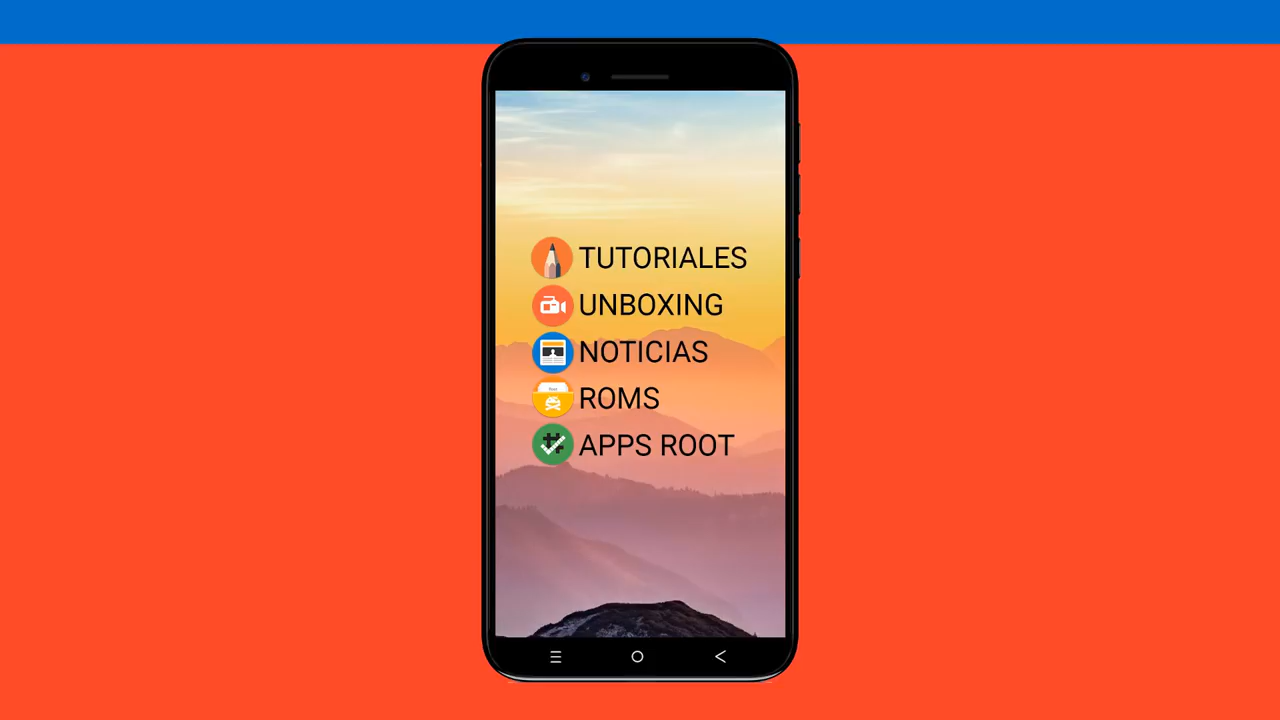 TUTORIALES
UNBOXING
NOTICIAS
ROMS
APPS ROOT